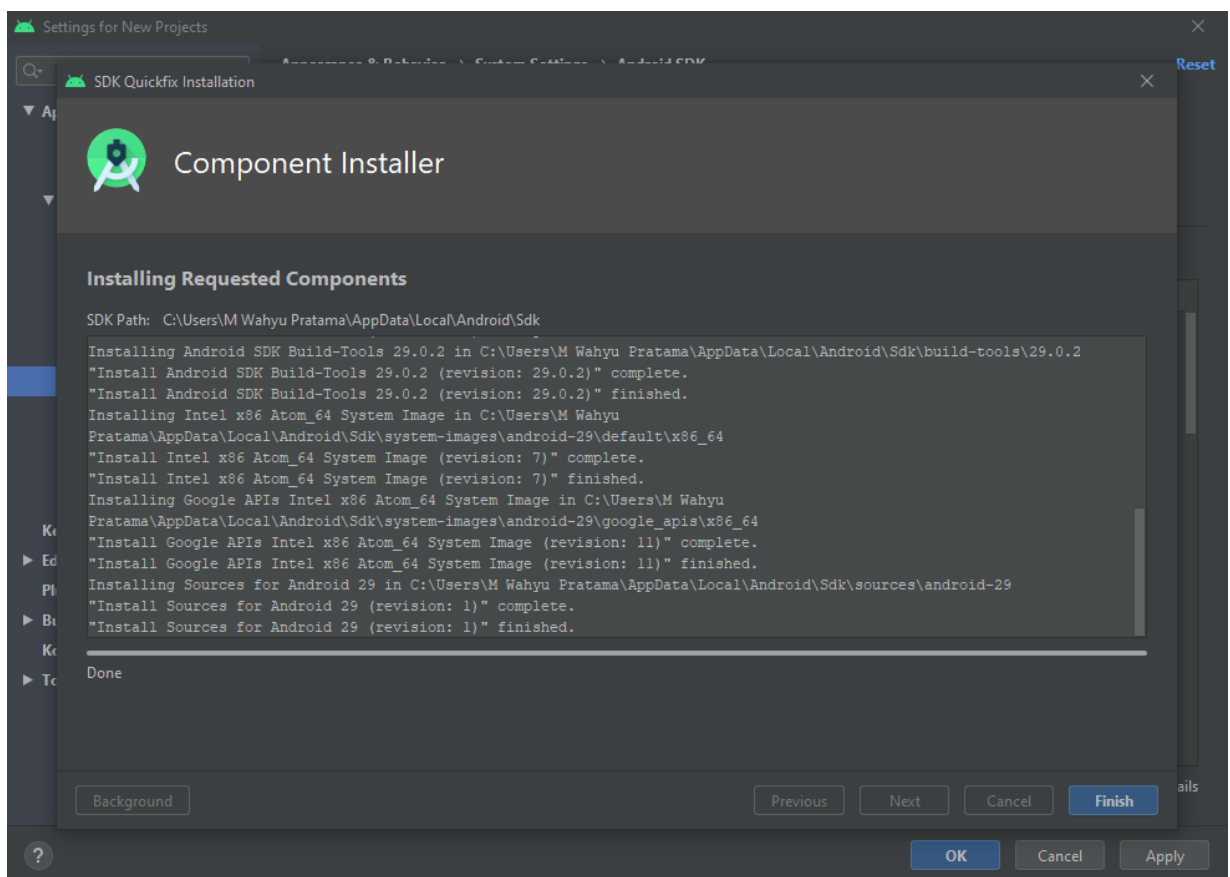 Settings for New Projects
Appearance & Behavior › System Settings › Android SDK
Reset
SDK Quickfix Installation
Component Installer
Installing Requested Components
SDK Path: C:\Users\M Wahyu Pratama\AppData\Local\Android\Sdk
Installing Android SDK Build-Tools 29.0.2 in C:\Users\M Wahyu Pratama\AppData\Local\Android\Sdk\build-tools\29.0.2
"Install Android SDK Build-Tools 29.0.2 (revision: 29.0.2)" complete.
"Install Android SDK Build-Tools 29.0.2 (revision: 29.0.2)" finished.
Installing Intel x86 Atom_64 System Image in C:\Users\M Wahyu
Pratama\AppData\Local\Android\Sdk\system-images\android-29\default\x86_64
"Install Intel x86 Atom_64 System Image (revision: 7)" complete.
"Install Intel x86 Atom_64 System Image (revision: 7)" finished.
Installing Google APIs Intel x86 Atom_64 System Image in C:\Users\M Wahyu
Pratama\AppData\Local\Android\Sdk\system-images\android-29\google_apis\x86_64
"Install Google APIs Intel x86 Atom_64 System Image (revision: 11)" complete.
"Install Google APIs Intel x86 Atom_64 System Image (revision: 11)" finished.
Installing Sources for Android 29 in C:\Users\M Wahyu Pratama\AppData\Local\Android\Sdk\sources\android-29
"Install Sources for Android 29 (revision: 1)" complete.
"Install Sources for Android 29 (revision: 1)" finished.
Done
ails
Background
Previous Next Cancel Finish
? OK Cancel Apply